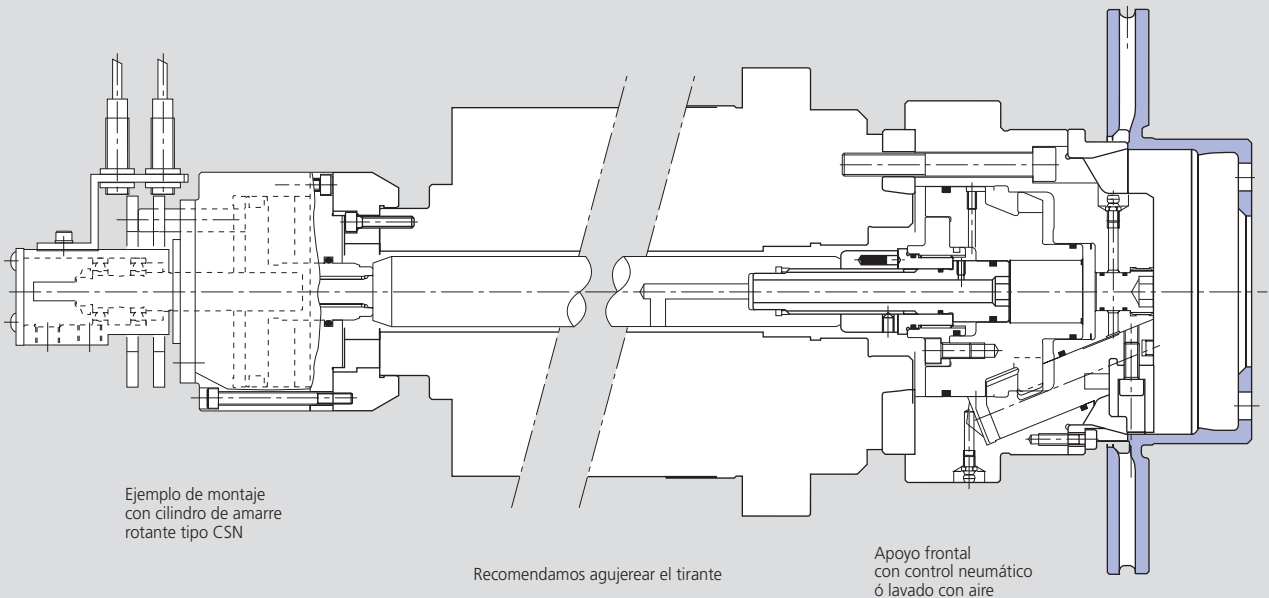 Ejemplo de montaje
con cilindro de amarre
rotante tipo CSN
Recomendamos agujerear el tirante
Apoyo frontal
con control neumático
ó lavado con aire